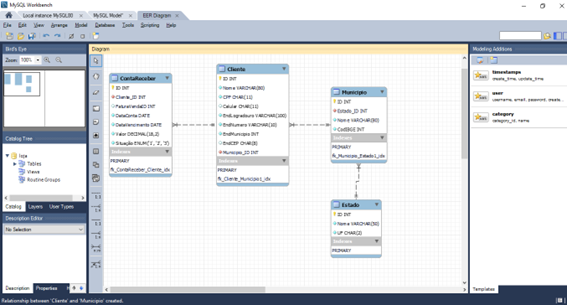 MySQL Workbench
Local instance MySQL80
MySQL Model*
EER Diagram
File Edit View Arrange Model Database Tools Scripting Help
Bird's Eye
Zoom: 100%
Catalog Tree
loja
Tables
Views
Routine Groups
Catalog Layers User Types
Description Editor
No Selection
Description Properties
Diagram
ContaReceber
ID INT
Cliente_ID INT
FaturaVendaID INT
DataConta DATE
DataVencimento DATE
Valor DECIMAL(18,2)
Situação ENUM('1', '2', '3')
Indexes
PRIMARY
fk_ContaReceber_Cliente_idx
Cliente
ID INT
Nome VARCHAR(80)
CPF CHAR(11)
Celular CHAR(11)
EndLogradouro VARCHAR(100)
EndNumero VARCHAR(10)
EndMunicipio INT
EndCEP CHAR(8)
Municipio_ID INT
Indexes
PRIMARY
fk_Cliente_Municipio1_idx
Municipio
ID INT
Estado_ID INT
Nome VARCHAR(80)
CodIBGE INT
Indexes
PRIMARY
fk_Municipio_Estado1_idx
Estado
ID INT
Nome VARCHAR(50)
UF CHAR(2)
Indexes
PRIMARY
Modeling Additions
timestamps
create_time, update_time
user
username, email, password, create...
category
category_id, name
Templates
Relationship between 'Cliente' and 'Municipio' created.